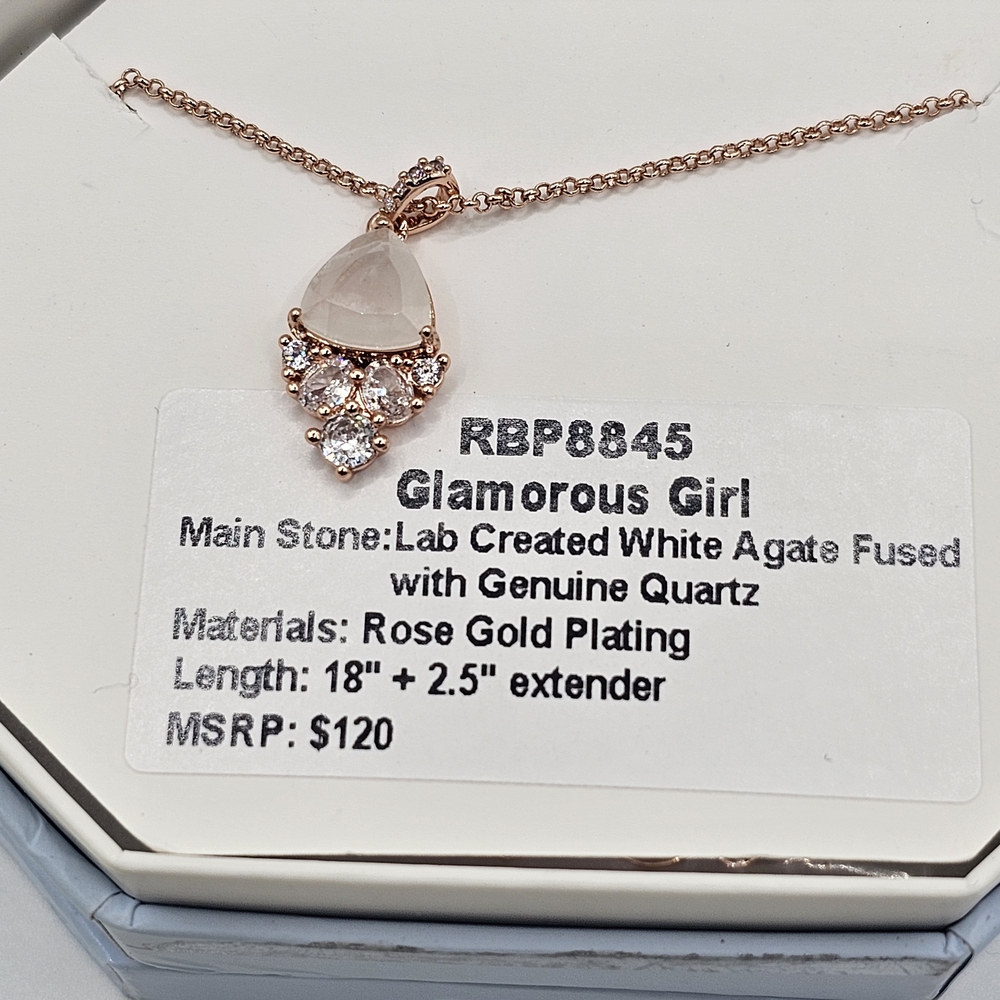 RBP8845
Glamorous Girl
Main Stone:Lab Created White Agate Fused
with Genuine Quartz
Materials: Rose Gold Plating
Length: 18" + 2.5" extender
MSRP: $120